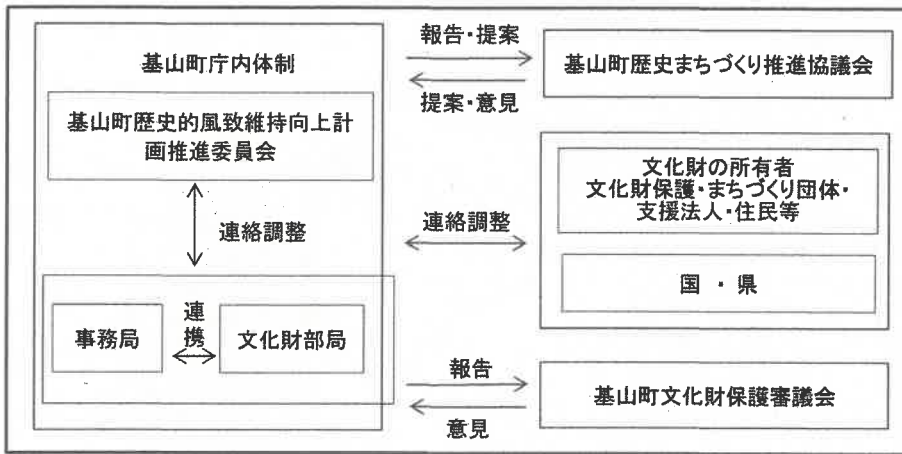 基山町庁内体制
基山町歴史的風致維持向上計
画推進委員会
連絡調整
事務局
連
携
文化財部局
報告・提案
提案・意見
基山町歴史まちづくり推進協議会
連絡調整
文化財の所有者
文化財保護・まちづくり団体・
支援法人・住民等
国・県
報告
意見
基山町文化財保護審議会